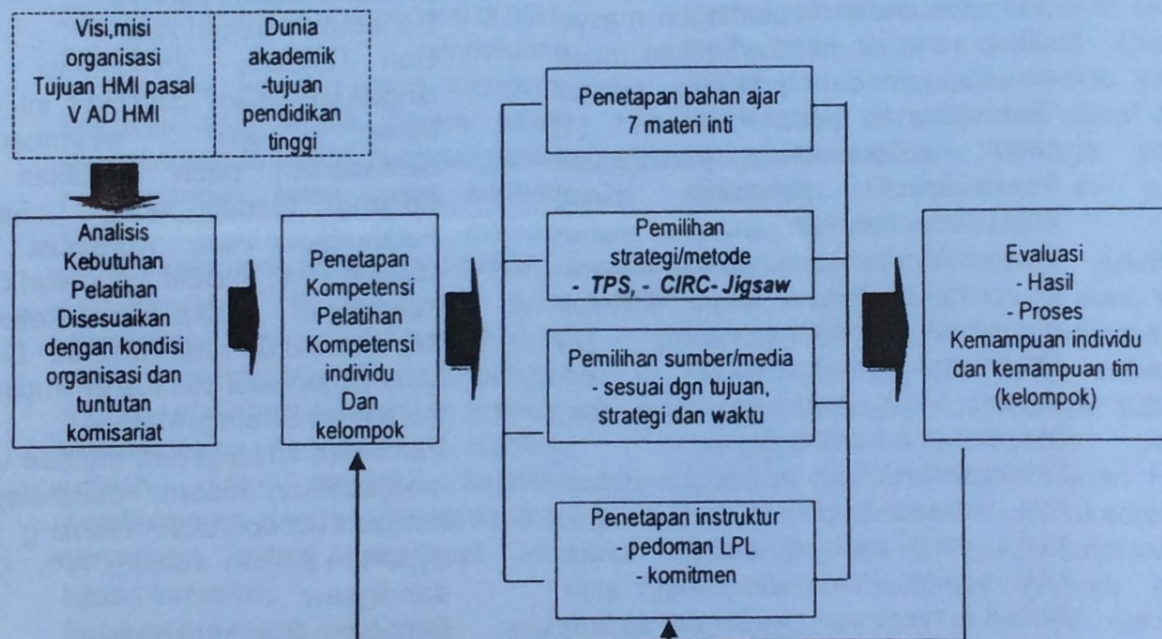 Visi,misi
organisasi
Tujuan HMI pasal
V AD HMI
Dunia
akademik
-tujuan
pendidikan
tinggi
Analisis
Kebutuhan
Pelatihan
Disesuaikan
dengan kondisi
organisasi dan
tuntutan
komisariat
Penetapan
Kompetensi
Pelatihan
Kompetensi
individu
Dan
kelompok
Penetapan bahan ajar
7 materi inti
Pemilihan
strategi/metode
- TPS, - CIRC- Jigsaw
Pemilihan sumber/media
- sesuai dgn tujuan,
strategi dan waktu
Penetapan instruktur
- pedoman LPL
- komitmen
Evaluasi
- Hasil
- Proses
Kemampuan individu
dan kemampuan tim
(kelompok)